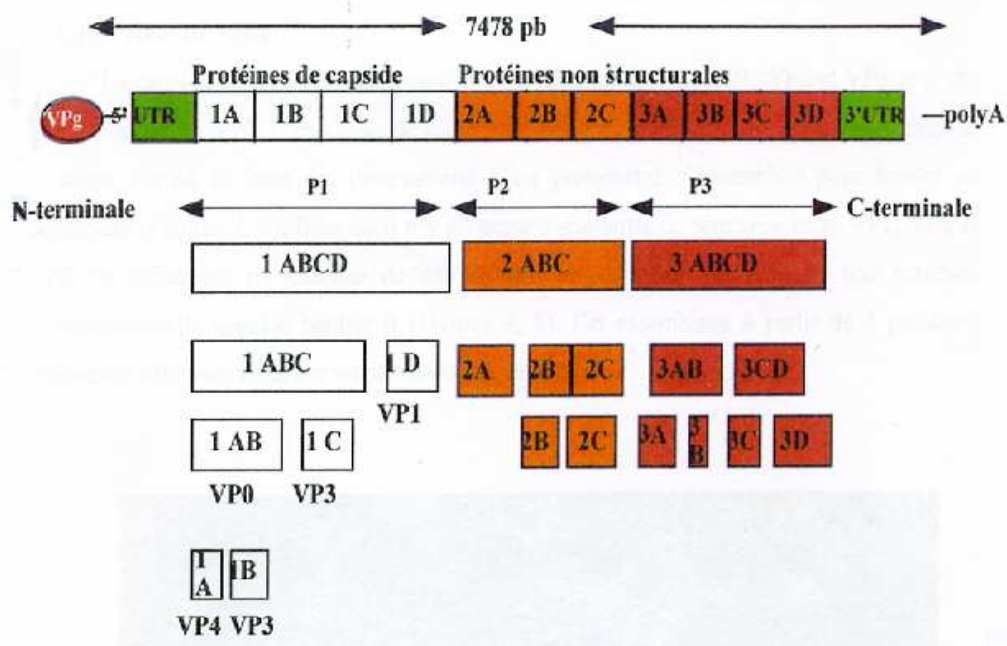 7478 pb
Protéines de capside Protéines non structurales
VPg 5' UTR 1A 1B 1C 1D 2A 2B 2C 3A 3B 3C 3D 3'UTR —polyA
P1 P2 P3
N-terminale C-terminale
1 ABCD 2 ABC 3 ABCD
1 ABC 1 D 2A 2B 2C 3AB 3CD
VP1
1 AB 1 C 2B 2C 3A 3B 3C 3D
VP0 VP3
1A 1B
VP4 VP3